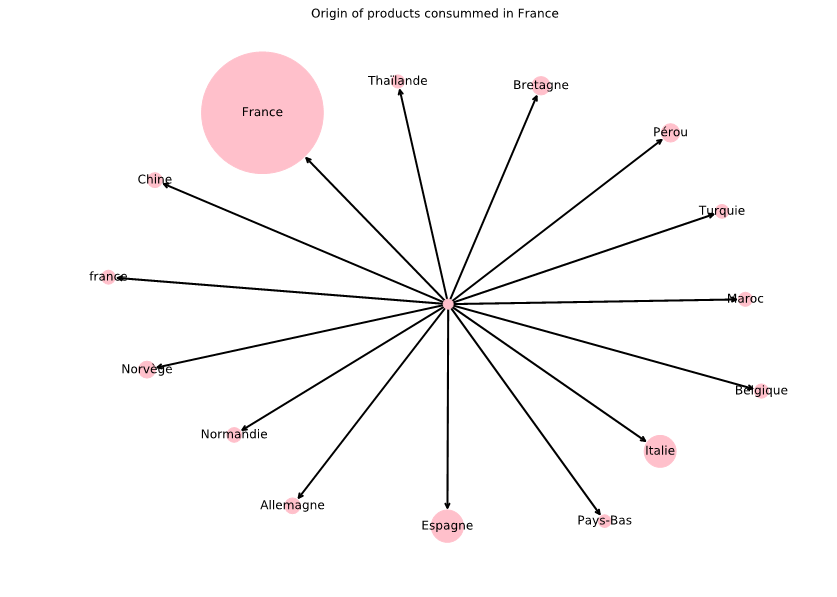 Origin of products consummed in France
Thaïlande
Bretagne
France
Pérou
Chine
Turquie
france
Maroc
Norvège
Belgique
Normandie
Italie
Allemagne
Espagne
Pays-Bas